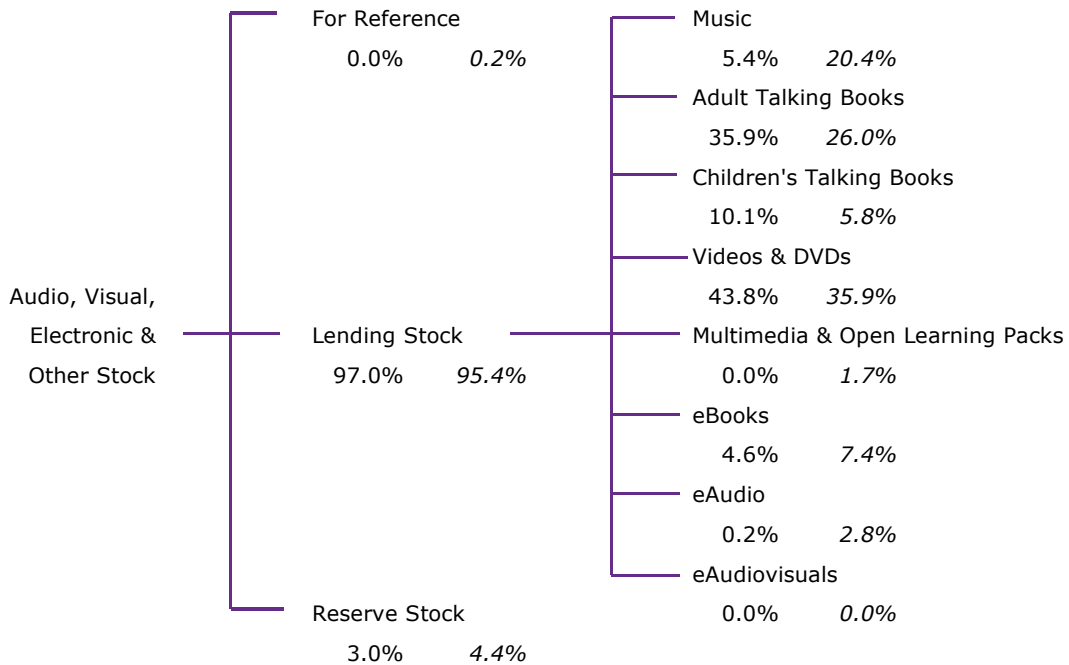 Audio, Visual,
Electronic &
Other Stock
For Reference
0.0% 0.2%
Lending Stock
97.0% 95.4%
Reserve Stock
3.0% 4.4%
Music
5.4% 20.4%
Adult Talking Books
35.9% 26.0%
Children's Talking Books
10.1% 5.8%
Videos & DVDs
43.8% 35.9%
Multimedia & Open Learning Packs
0.0% 1.7%
eBooks
4.6% 7.4%
eAudio
0.2% 2.8%
eAudiovisuals
0.0% 0.0%